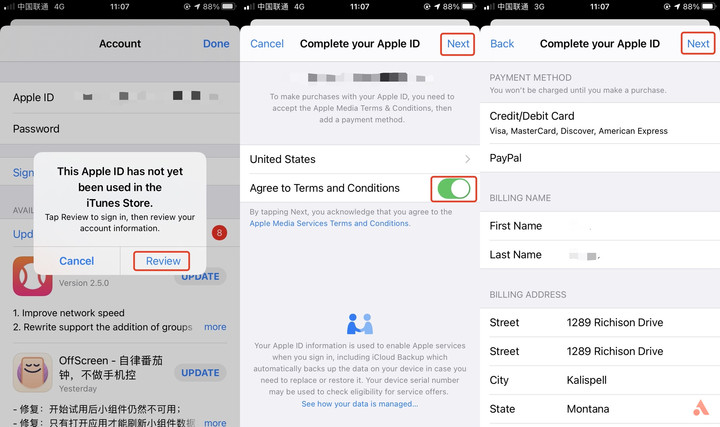 中国联通 4G 11:07 88%
Account Done
Apple ID
Password
This Apple ID has not yet
been used in the
iTunes Store.
Tap Review to sign in, then review your
account information.
Cancel Review
Sign
AVAI
Upd 8
UPDATE
Version 2.5.0
1. Improve network speed
2. Rewrite support the addition of groups more
OffScreen - 自律番茄
钟，不做手机控
Yesterday
UPDATE
- 修复：开始试用后小组件仍然不可用；
- 修复：只有打开应用才能刷新小组件数据 more
中国联通 4G 11:07 88%
Cancel Complete your Apple ID Next
To make purchases with your Apple ID, you need to
accept the Apple Media Terms & Conditions, then
add a payment method.
United States
Agree to Terms and Conditions
By tapping Next, you acknowledge that you agree to the
Apple Media Services Terms and Conditions.
Your Apple ID information is used to enable Apple services
when you sign in, including iCloud Backup which
automatically backs up the data on your device in case you
need to replace or restore it. Your device serial number
may be used to check eligibility for service offers.
See how your data is managed...
中国联通 3G 11:07 88%
Back Complete your Apple ID Next
PAYMENT METHOD
You won't be charged until you make a purchase.
Credit/Debit Card
Visa, MasterCard, Discover, American Express
PayPal
BILLING NAME
First Name
Last Name
BILLING ADDRESS
Street 1289 Richison Drive
Street 1289 Richison Drive
City Kalispell
State Montana